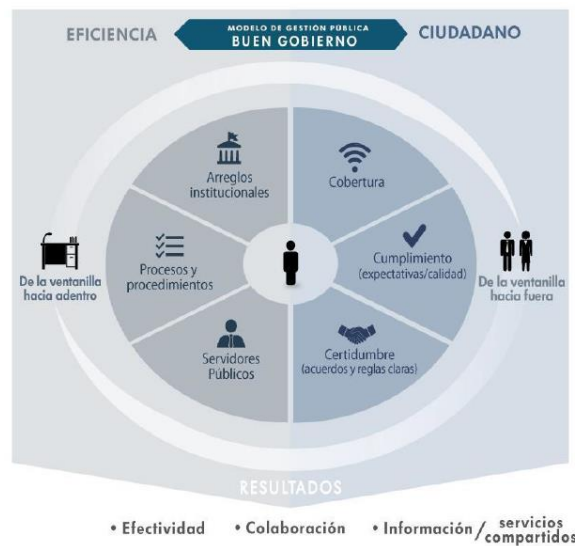 EFICIENCIA
MODELO DE GESTIÓN PÚBLICA
BUEN GOBIERNO
CIUDADANO
Arreglos
institucionales
Cobertura
De la ventanilla
hacia adentro
Procesos y
procedimientos
Cumplimiento
(expectativas/calidad)
De la ventanilla
hacia fuera
Servidores
Públicos
Certidumbre
(acuerdos y reglas claras)
RESULTADOS
• Efectividad • Colaboración • Información / servicios
compartidos